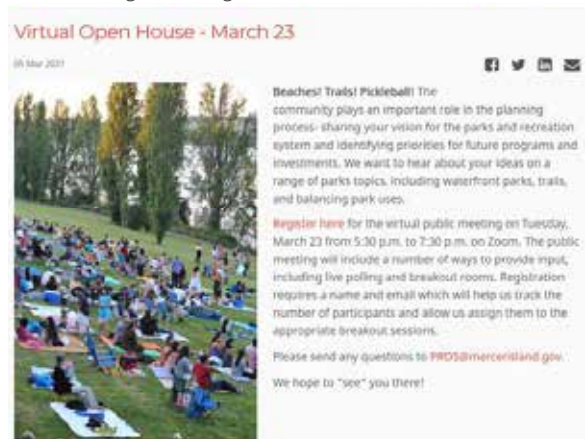 Virtual Open House - March 23
05 Mar 2021
Beaches! Trails! Pickleball! The
community plays an important role in the planning
process- sharing your vision for the parks and recreation
system and identifying priorities for future programs and
investments. We want to hear about your ideas on a
range of parks topics, including waterfront parks, trails,
and balancing park uses.
Register here for the virtual public meeting on Tuesday,
March 23 from 5:30 p.m. to 7:30 p.m. on Zoom. The public
meeting will include a number of ways to provide input,
including live polling and breakout rooms. Registration
requires a name and email which will help us track the
number of participants and allow us assign them to the
appropriate breakout sessions.
Please send any questions to PROS@mercerisland.gov.
We hope to "see" you there!